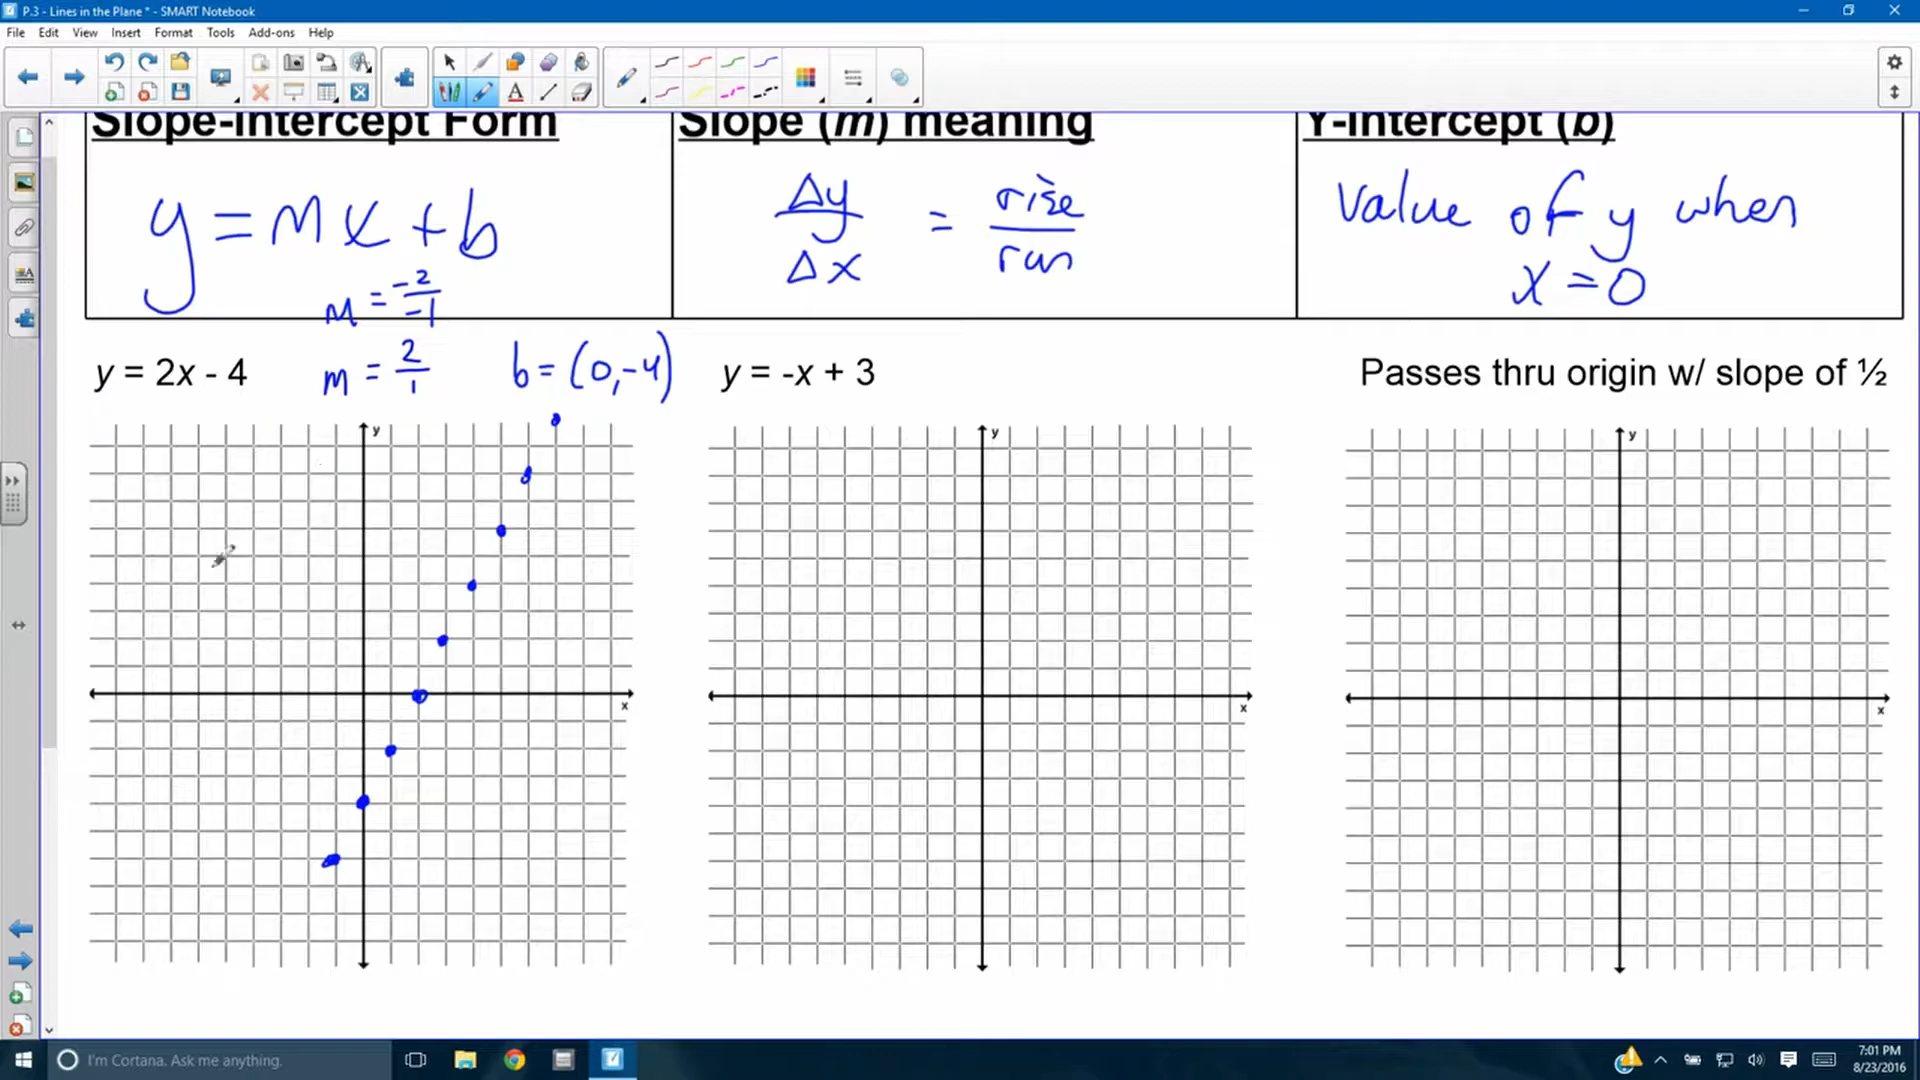 P.3 - Lines in the Plane * - SMART Notebook
File Edit View Insert Format Tools Add-ons Help
Slope-Intercept Form
Slope (m) meaning
Y-Intercept (b)
y = mx + b
Δy/Δx = rise/run
Value of y when
x = 0
m = -2/-1
y = 2x - 4
m = 2/1
b = (0,-4)
y = -x + 3
Passes thru origin w/ slope of ½
y
y
y
x
x
x
I'm Cortana. Ask me anything.
7:01 PM
8/23/2016